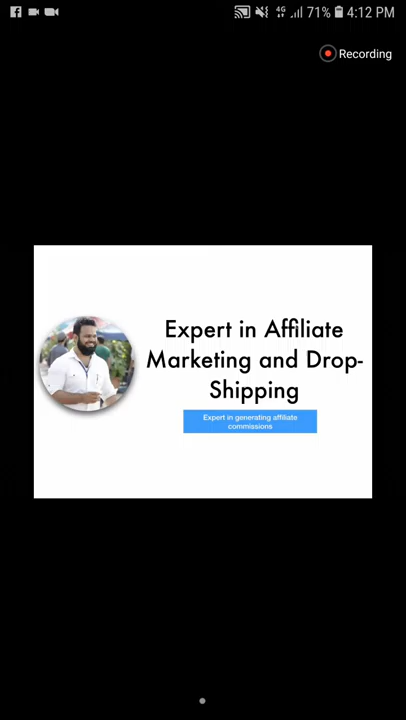 4G 71% 4:12 PM
Recording
Expert in Affiliate
Marketing and Drop-
Shipping
Expert in generating affiliate
commissions